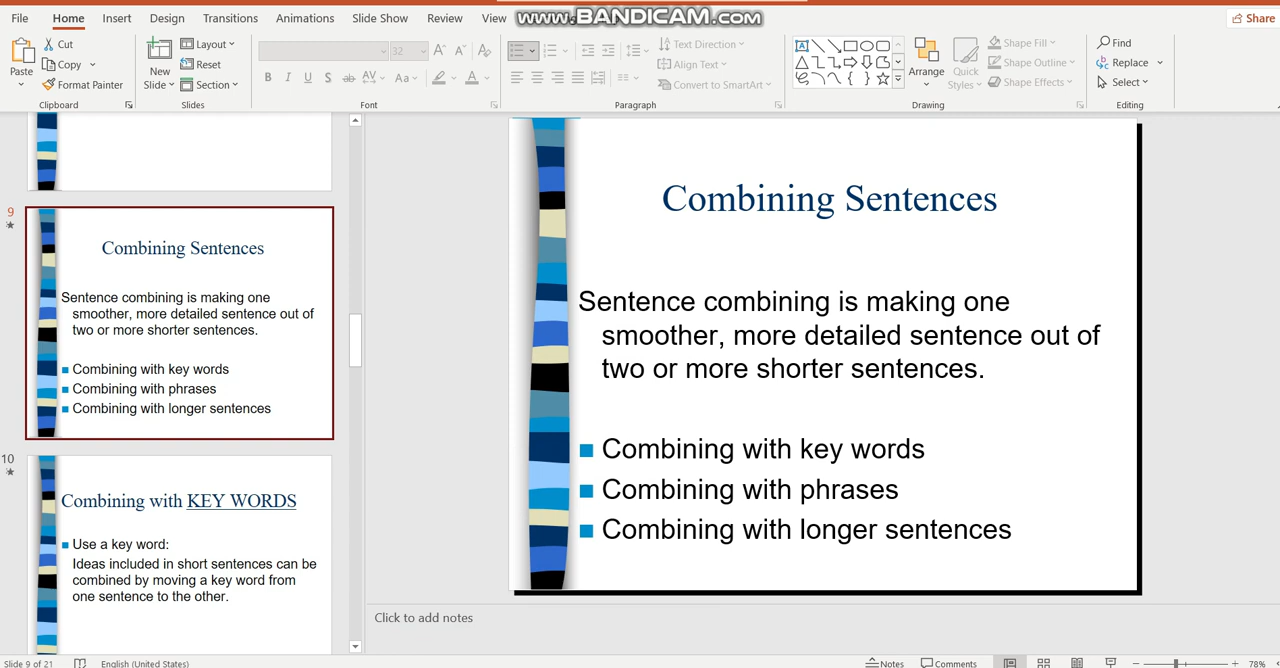 File Home Insert Design Transitions Animations Slide Show Review View www.BANDICAM.com Share
Paste Cut Copy Format Painter Clipboard
New Slide Layout Reset Section Slides
32 Aa Font
Text Direction Align Text Convert to SmartArt Paragraph
Arrange Quick Styles Shape Fill Shape Outline Shape Effects Drawing
Find Replace Select Editing
9
Combining Sentences
Sentence combining is making one
smoother, more detailed sentence out of
two or more shorter sentences.
Combining with key words
Combining with phrases
Combining with longer sentences
10
Combining with KEY WORDS
Use a key word:
Ideas included in short sentences can be
combined by moving a key word from
one sentence to the other.
Combining Sentences
Sentence combining is making one
smoother, more detailed sentence out of
two or more shorter sentences.
Combining with key words
Combining with phrases
Combining with longer sentences
Click to add notes
Slide 9 of 21 English (United States) Notes Comments 78%